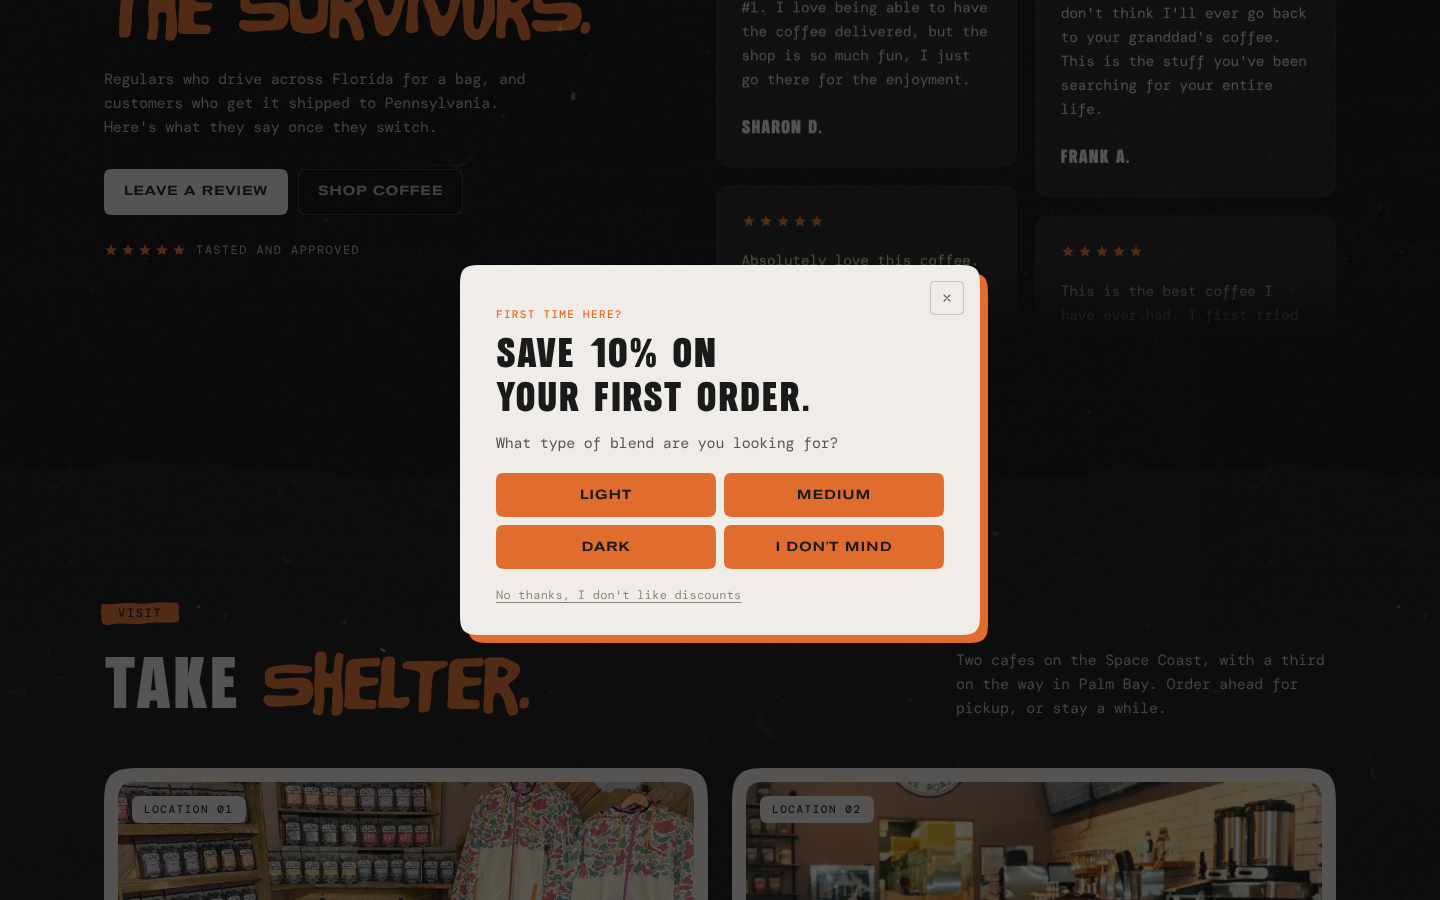 THE SURVIVORS.
Regulars who drive across Florida for a bag, and
customers who get it shipped to Pennsylvania.
Here's what they say once they switch.
LEAVE A REVIEW
SHOP COFFEE
TASTED AND APPROVED
#1. I love being able to have
the coffee delivered, but the
shop is so much fun, I just
go there for the enjoyment.
SHARON D.
don't think I'll ever go back
to your granddad's coffee.
This is the stuff you've been
searching for your entire
life.
FRANK A.
Absolutely love this coffee.
This is the best coffee I
have ever had. I first tried
×
FIRST TIME HERE?
SAVE 10% ON
YOUR FIRST ORDER.
What type of blend are you looking for?
LIGHT
MEDIUM
DARK
I DON'T MIND
No thanks, I don't like discounts
VISIT
TAKE SHELTER.
Two cafes on the Space Coast, with a third
on the way in Palm Bay. Order ahead for
pickup, or stay a while.
LOCATION 01
LOCATION 02